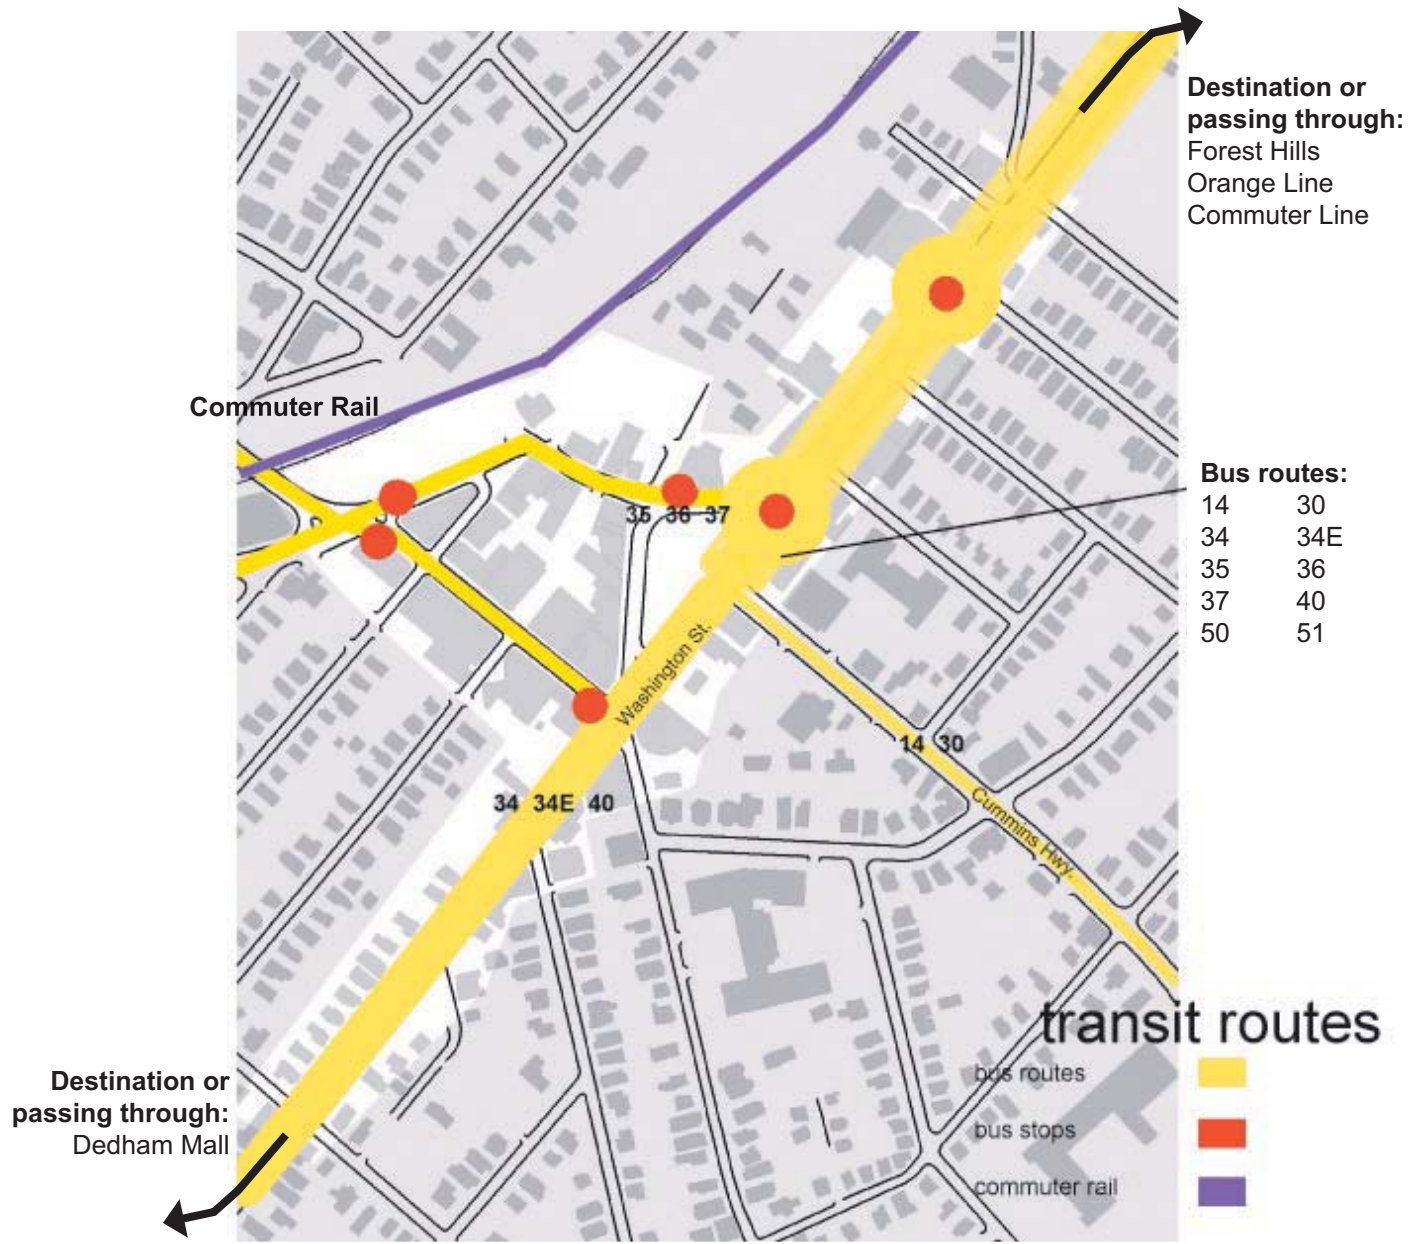 Destination or
passing through:
Forest Hills
Orange Line
Commuter Line
Commuter Rail
Bus routes:
14 30
34 34E
35 36
37 40
50 51
35 36 37
Washington St.
14 30
34 34E 40
Cummins Hwy.
transit routes
bus routes
bus stops
commuter rail
Destination or
passing through:
Dedham Mall